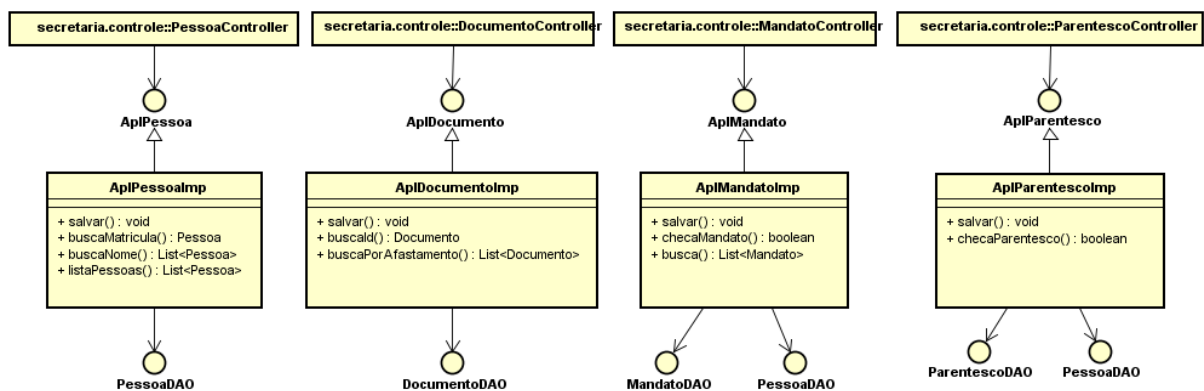 secretaria.controle::PessoaController
secretaria.controle::DocumentoController
secretaria.controle::MandatoController
secretaria.controle::ParentescoController
AplPessoa
AplDocumento
AplMandato
AplParentesco
AplPessoaImp
+ salvar() : void
+ buscaMatricula() : Pessoa
+ buscaNome() : List<Pessoa>
+ listaPessoas() : List<Pessoa>
AplDocumentoImp
+ salvar() : void
+ buscaId() : Documento
+ buscaPorAfastamento() : List<Documento>
AplMandatoImp
+ salvar() : void
+ checaMandato() : boolean
+ busca() : List<Mandato>
AplParentescoImp
+ salvar() : void
+ checaParentesco() : boolean
PessoaDAO
DocumentoDAO
MandatoDAO
PessoaDAO
ParentescoDAO
PessoaDAO